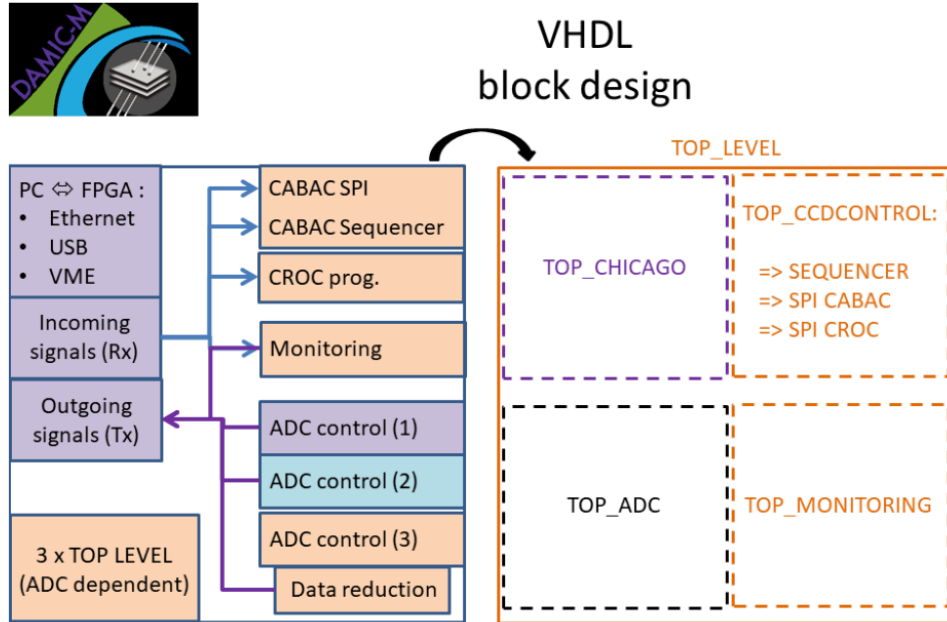 DAMIC-M
VHDL
block design
PC ⇔ FPGA :
• Ethernet
• USB
• VME
Incoming
signals (Rx)
Outgoing
signals (Tx)
3 x TOP LEVEL
(ADC dependent)
CABAC SPI
CABAC Sequencer
CROC prog.
Monitoring
ADC control (1)
ADC control (2)
ADC control (3)
Data reduction
TOP_LEVEL
TOP_CHICAGO
TOP_CCDCONTROL:
=> SEQUENCER
=> SPI CABAC
=> SPI CROC
TOP_ADC
TOP_MONITORING